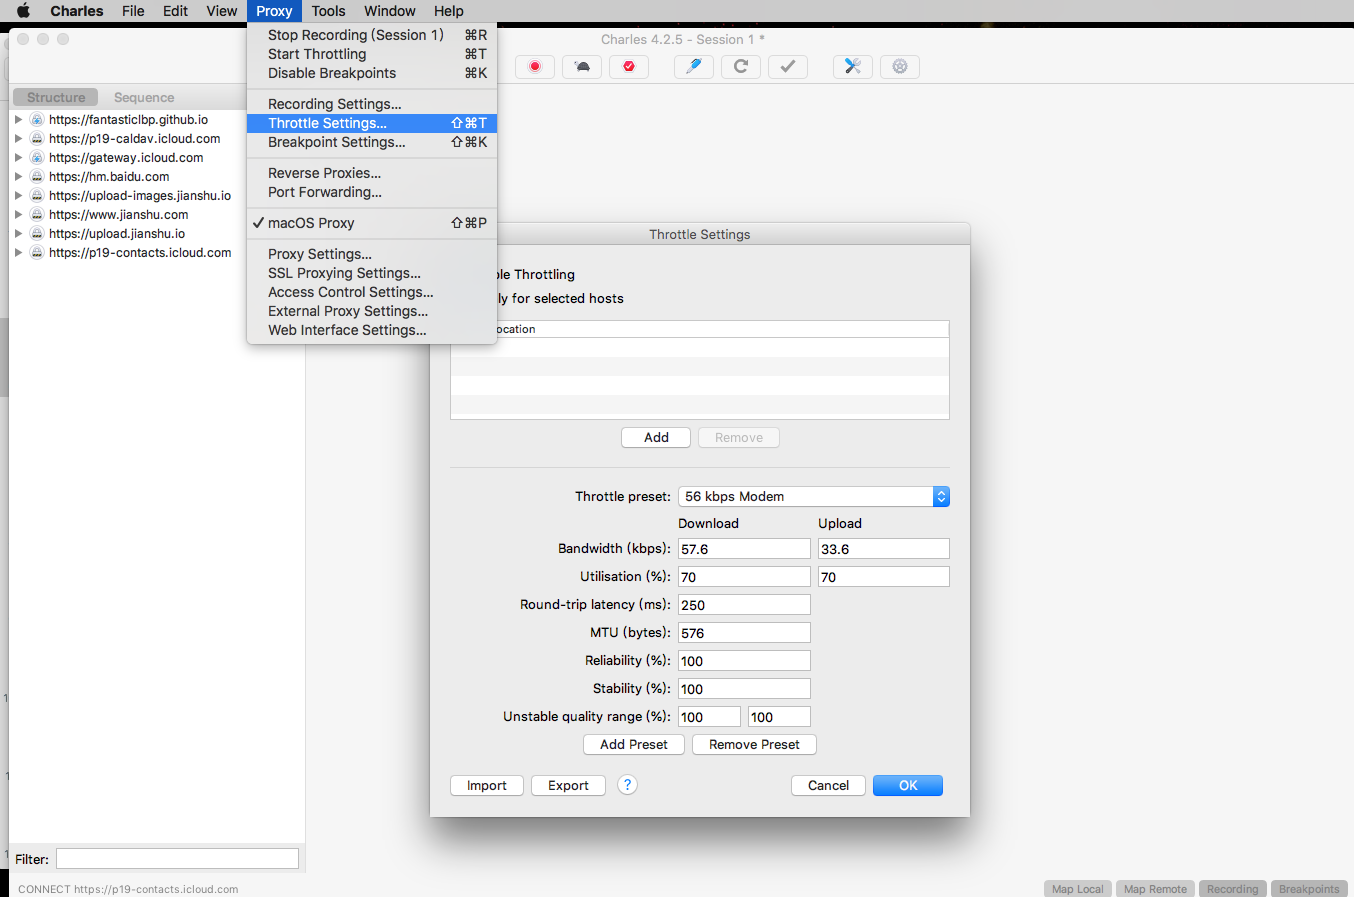 Charles File Edit View Proxy Tools Window Help
Charles 4.2.5 - Session 1 *
Structure Sequence
https://fantasticlbp.github.io
https://p19-caldav.icloud.com
https://gateway.icloud.com
https://hm.baidu.com
https://upload-images.jianshu.io
https://www.jianshu.com
https://upload.jianshu.io
https://p19-contacts.icloud.com
Stop Recording (Session 1) ⌘R
Start Throttling ⌘T
Disable Breakpoints ⌘K
Recording Settings...
Throttle Settings... ⇧⌘T
Breakpoint Settings... ⇧⌘K
Reverse Proxies...
Port Forwarding...
✓ macOS Proxy ⇧⌘P
Proxy Settings...
SSL Proxying Settings...
Access Control Settings...
External Proxy Settings...
Web Interface Settings...
Throttle Settings
ble Throttling
ly for selected hosts
ocation
Add Remove
Throttle preset: 56 kbps Modem
Download Upload
Bandwidth (kbps): 57.6 33.6
Utilisation (%): 70 70
Round-trip latency (ms): 250
MTU (bytes): 576
Reliability (%): 100
Stability (%): 100
Unstable quality range (%): 100 100
Add Preset Remove Preset
Import Export ? Cancel OK
Filter:
CONNECT https://p19-contacts.icloud.com
Map Local Map Remote Recording Breakpoints